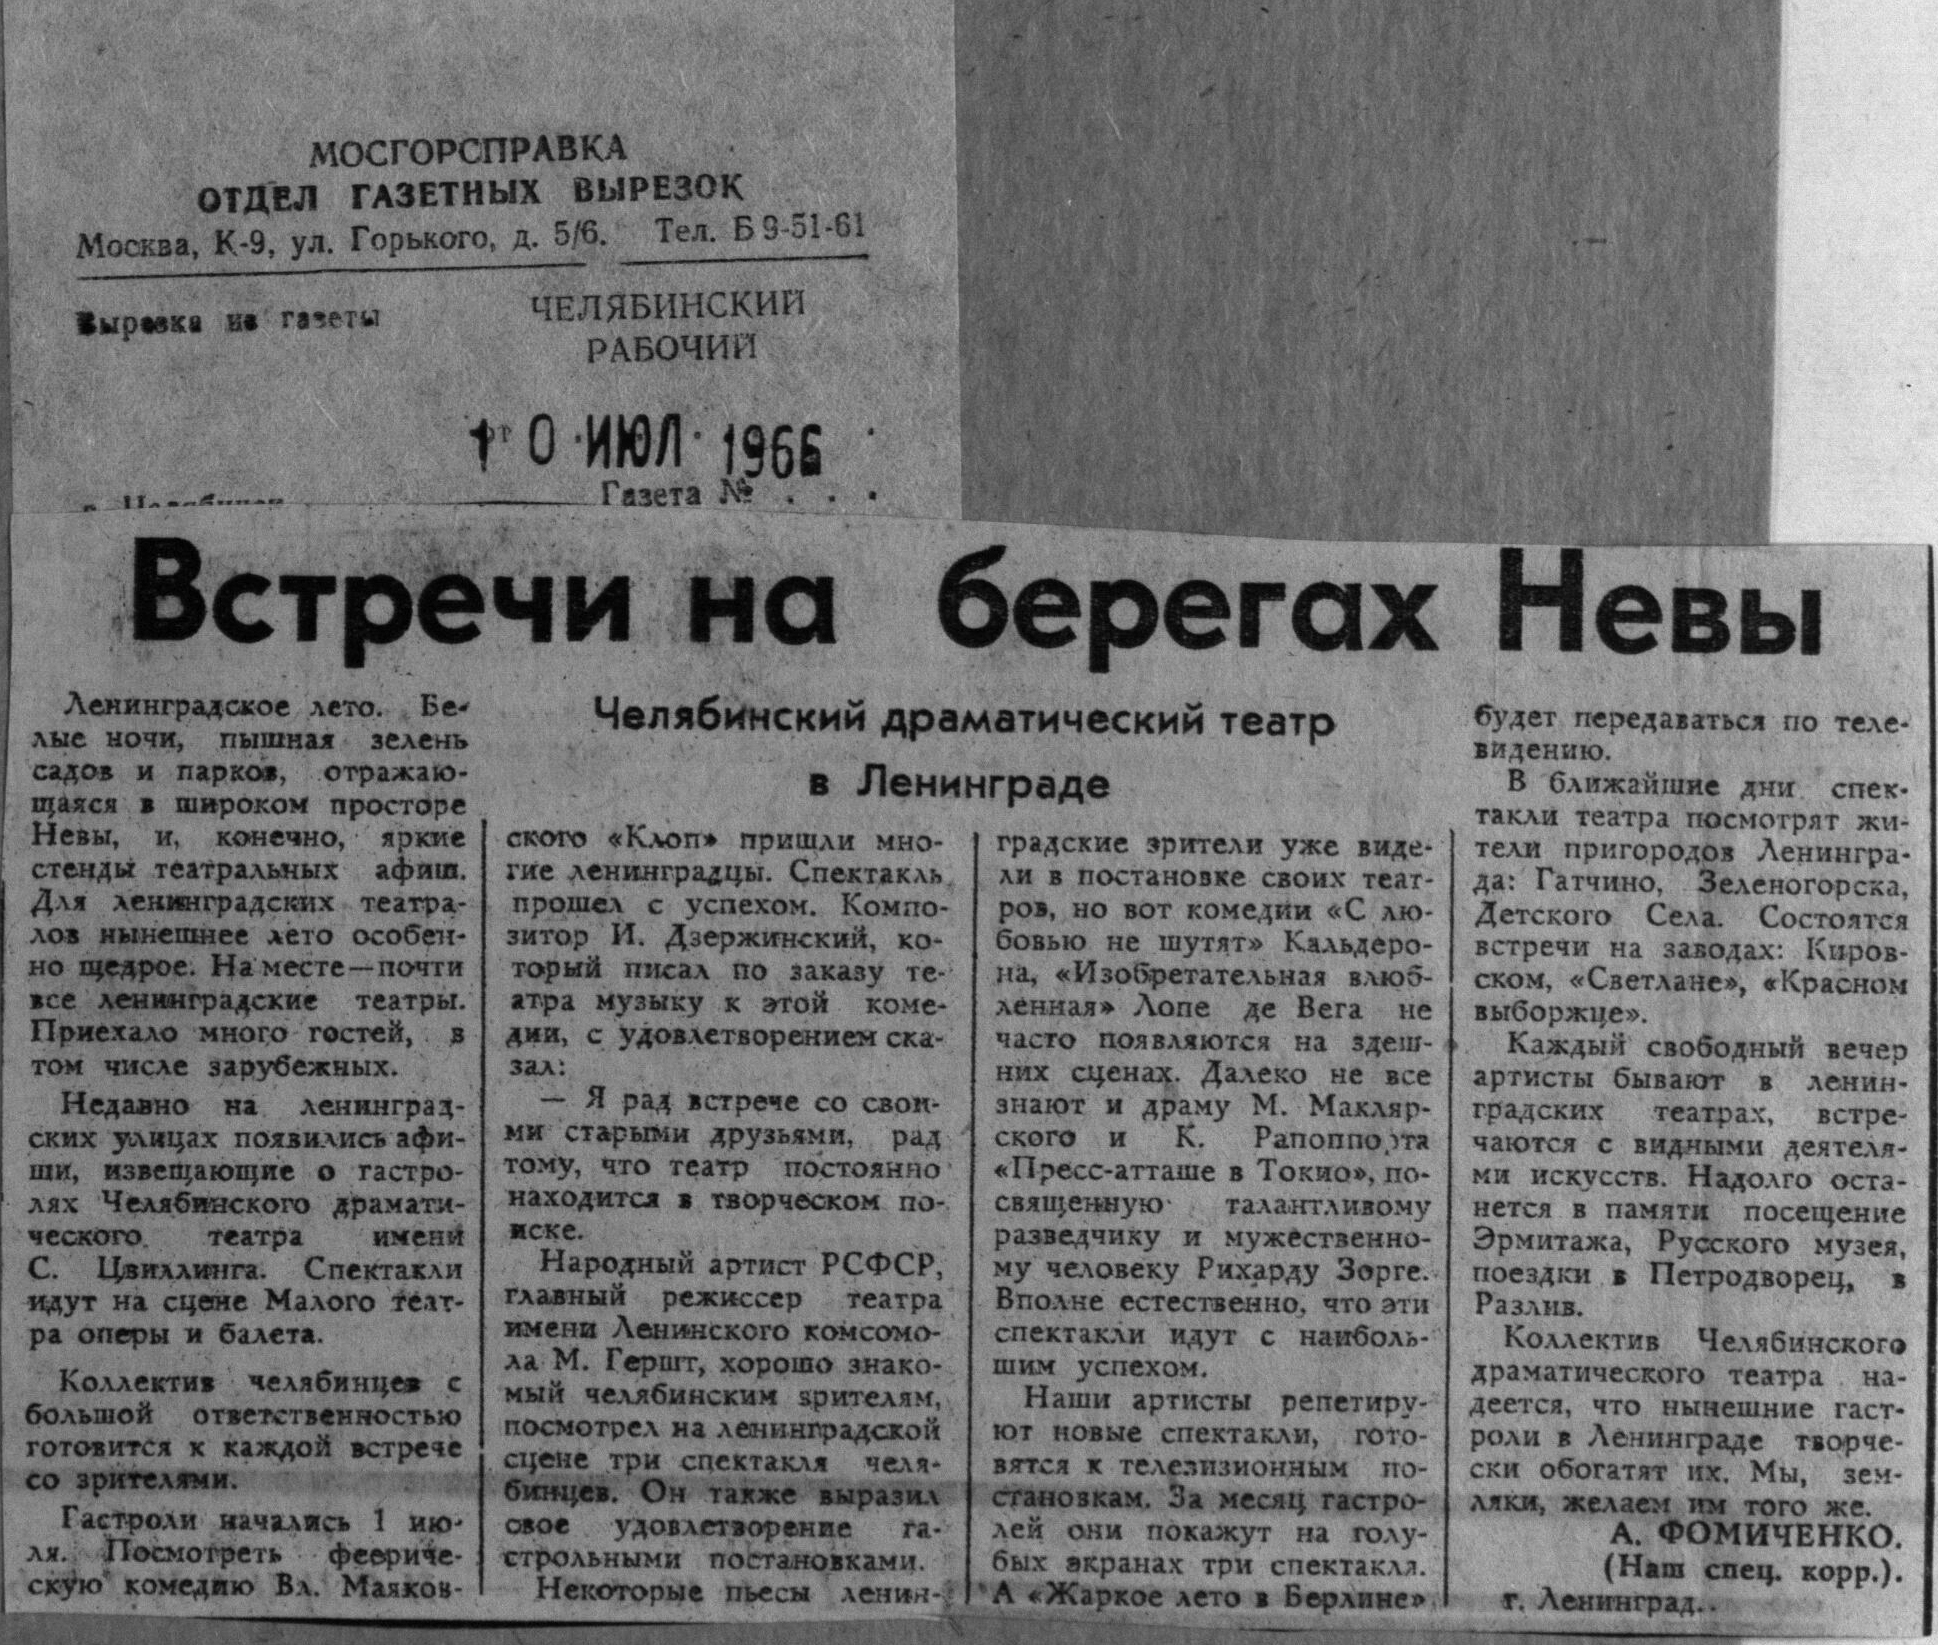 МОСГОРСПРАВКА
ОТДЕЛ ГАЗЕТНЫХ ВЫРЕЗОК
Москва, К-9, ул. Горького, д. 5/6. Тел. Б 9-51-61
Вырезка из газеты
ЧЕЛЯБИНСКИЙ
РАБОЧИЙ
от
10 ИЮЛ 1966
Газета №
Встречи на берегах Невы
Челябинский драматический театр
в Ленинграде
Ленинградское лето. Бе-
лые ночи, пышная зелень
садов и парков, отражаю-
щаяся в широком просторе
Невы, и, конечно, яркие
стенды театральных афиш.
Для ленинградских театра-
лов нынешнее лето особен-
но щедрое. На месте — почти
все ленинградские театры.
Приехало много гостей, в
том числе зарубежных.
Недавно на ленинград-
ских улицах появились афи-
ши, извещающие о гастро-
лях Челябинского драмати-
ческого театра имени
С. Цвиллинга. Спектакли
идут на сцене Малого теат-
ра оперы и балета.
Коллектив челябинцев с
большой ответственностью
готовится к каждой встрече
со зрителями.
Гастроли начались 1 ию-
ля. Посмотреть феериче-
скую комедию Вл. Маяков-
ского «Клоп» пришли мно-
гие ленинградцы. Спектакль
прошел с успехом. Компо-
зитор И. Дзержинский, ко-
торый писал по заказу те-
атра музыку к этой коме-
дии, с удовлетворением ска-
зал:
— Я рад встрече со свои-
ми старыми друзьями, рад
тому, что театр постоянно
находится в творческом по-
иске.
Народный артист РСФСР,
главный режиссер театра
имени Ленинского комсомо-
ла М. Гершт, хорошо знако-
мый челябинским зрителям,
посмотрел на ленинградской
сцене три спектакля челя-
бинцев. Он также выразил
свое удовлетворение га-
строльными постановками.
Некоторые пьесы ленин-
градские зрители уже виде-
ли в постановке своих теат-
ров, но вот комедии «С лю-
бовью не шутят» Кальдеро-
на, «Изобретательная влюб-
ленная» Лопе де Вега не
часто появляются на здеш-
них сценах. Далеко не все
знают и драму М. Макляр-
ского и К. Рапоппорта
«Пресс-атташе в Токио», по-
священную талантливому
разведчику и мужественно-
му человеку Рихарду Зорге.
Вполне естественно, что эти
спектакли идут с наиболь-
шим успехом.
Наши артисты репетиру-
ют новые спектакли, гото-
вятся к телевизионным по-
становкам. За месяц гастро-
лей они покажут на голу-
бых экранах три спектакля.
А «Жаркое лето в Берлине»
будет передаваться по теле-
видению.
В ближайшие дни спек-
такли театра посмотрят жи-
тели пригородов Ленингра-
да: Гатчино, Зеленогорска,
Детского Села. Состоятся
встречи на заводах: Киров-
ском, «Светлане», «Красном
выборжце».
Каждый свободный вечер
артисты бывают в ленин-
градских театрах, встре-
чаются с видными деятеля-
ми искусств. Надолго оста-
нется в памяти посещение
Эрмитажа, Русского музея,
поездки в Петродворец, в
Разлив.
Коллектив Челябинского
драматического театра на-
деется, что нынешние гаст-
роли в Ленинграде творче-
ски обогатят их. Мы, зем-
ляки, желаем им того же.
А. ФОМИЧЕНКО.
(Наш спец. корр.).
г. Ленинград.